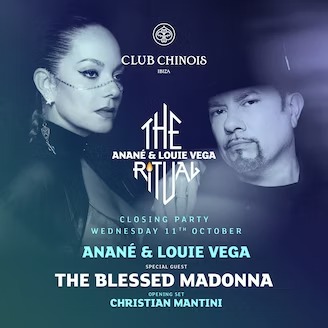 CLUB CHINOIS
IBIZA
THE
ANANÉ & LOUIE VEGA
RITUAL
CLOSING PARTY
WEDNESDAY 11TH OCTOBER
ANANÉ & LOUIE VEGA
SPECIAL GUEST
THE BLESSED MADONNA
OPENING SET
CHRISTIAN MANTINI